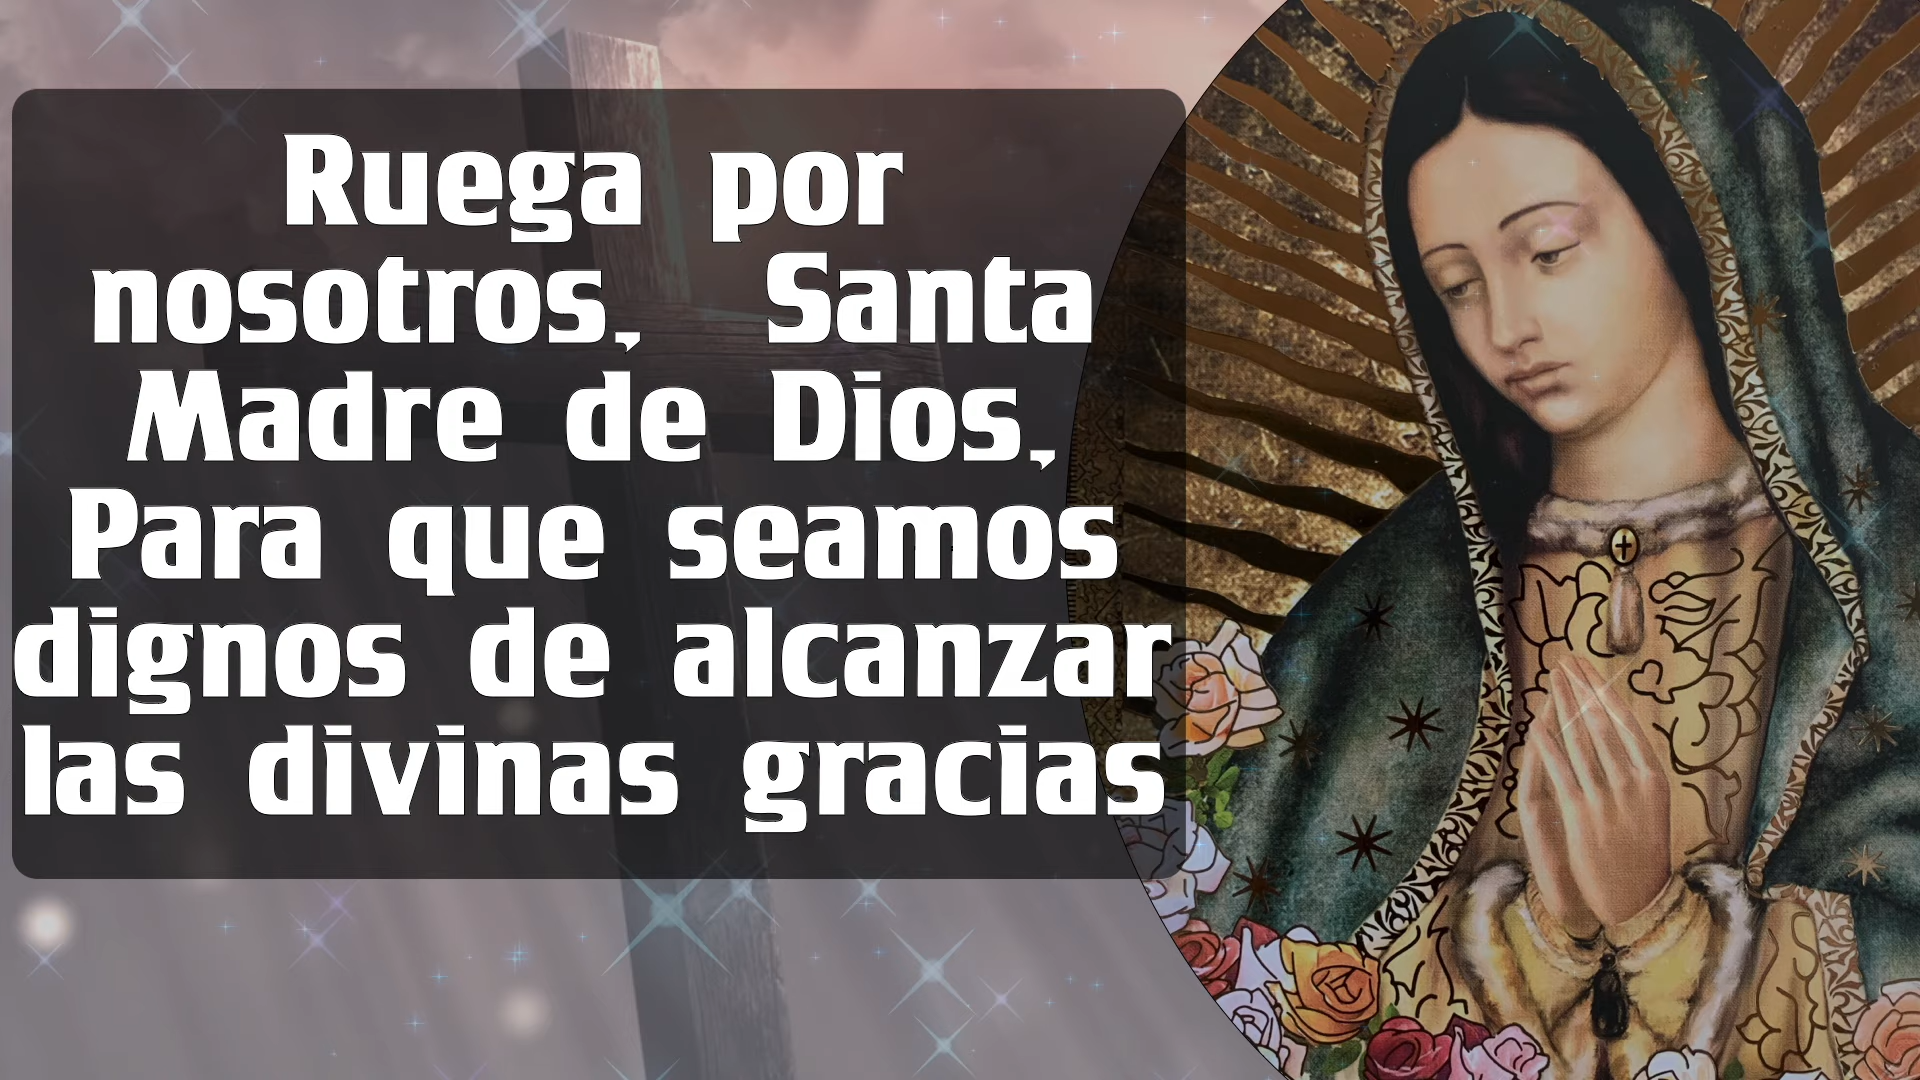 Ruega por
nosotros, Santa
Madre de Dios,
Para que seamos
dignos de alcanzar
las divinas gracias